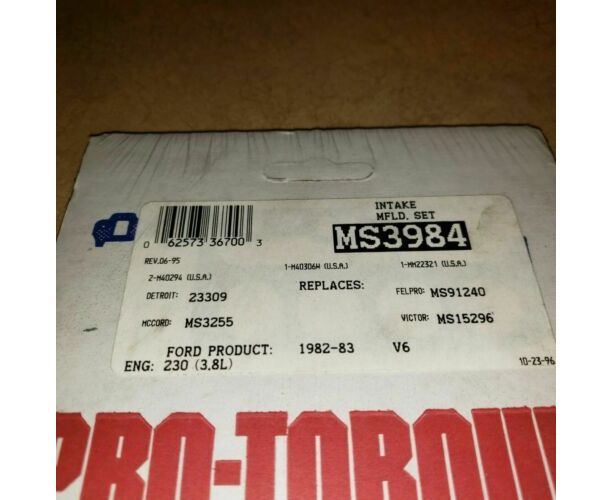 INTAKE
MFLD. SET
MS3984
0 62573 36700 3
REV.06-95
2-M40294 (U.S.A.)
1-M40306H (U.S.A.)
1-MM22321 (U.S.A.)
REPLACES:
DETROIT: 23309
FELPRO: MS91240
MCCORD: MS3255
VICTOR: MS15296
FORD PRODUCT: 1982-83 V6
ENG: 230 (3.8L)
10-23-96
PRO-TORQUE